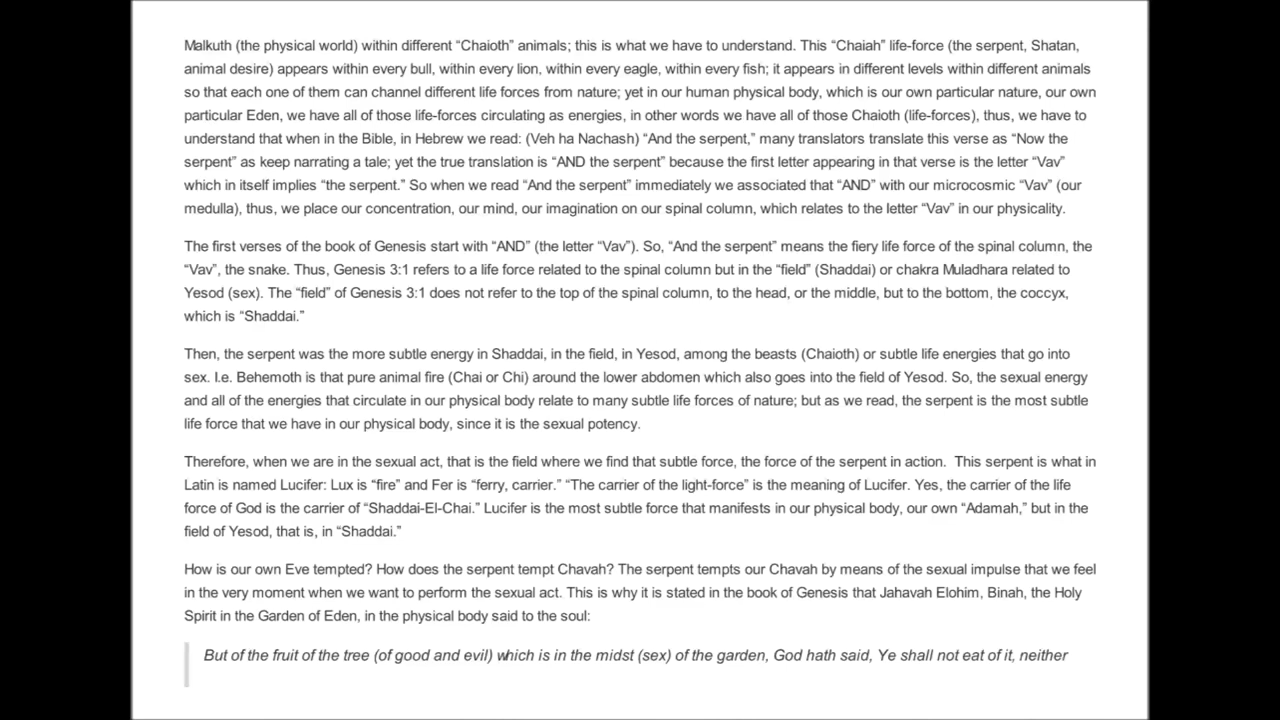 Malkuth (the physical world) within different “Chaioth” animals; this is what we have to understand. This “Chaiah” life-force (the serpent, Shatan,
animal desire) appears within every bull, within every lion, within every eagle, within every fish; it appears in different levels within different animals
so that each one of them can channel different life forces from nature; yet in our human physical body, which is our own particular nature, our own
particular Eden, we have all of those life-forces circulating as energies, in other words we have all of those Chaioth (life-forces), thus, we have to
understand that when in the Bible, in Hebrew we read: (Veh ha Nachash) “And the serpent,” many translators translate this verse as “Now the
serpent” as keep narrating a tale; yet the true translation is “AND the serpent” because the first letter appearing in that verse is the letter “Vav”
which in itself implies “the serpent.” So when we read “And the serpent” immediately we associated that “AND” with our microcosmic “Vav” (our
medulla), thus, we place our concentration, our mind, our imagination on our spinal column, which relates to the letter “Vav” in our physicality.
The first verses of the book of Genesis start with “AND” (the letter “Vav”). So, “And the serpent” means the fiery life force of the spinal column, the
“Vav”, the snake. Thus, Genesis 3:1 refers to a life force related to the spinal column but in the “field” (Shaddai) or chakra Muladhara related to
Yesod (sex). The “field” of Genesis 3:1 does not refer to the top of the spinal column, to the head, or the middle, but to the bottom, the coccyx,
which is “Shaddai.”
Then, the serpent was the more subtle energy in Shaddai, in the field, in Yesod, among the beasts (Chaioth) or subtle life energies that go into
sex. I.e. Behemoth is that pure animal fire (Chai or Chi) around the lower abdomen which also goes into the field of Yesod. So, the sexual energy
and all of the energies that circulate in our physical body relate to many subtle life forces of nature; but as we read, the serpent is the most subtle
life force that we have in our physical body, since it is the sexual potency.
Therefore, when we are in the sexual act, that is the field where we find that subtle force, the force of the serpent in action.  This serpent is what in
Latin is named Lucifer: Lux is “fire” and Fer is “ferry, carrier.” “The carrier of the light-force” is the meaning of Lucifer. Yes, the carrier of the life
force of God is the carrier of “Shaddai-El-Chai.” Lucifer is the most subtle force that manifests in our physical body, our own “Adamah,” but in the
field of Yesod, that is, in “Shaddai.”
How is our own Eve tempted? How does the serpent tempt Chavah? The serpent tempts our Chavah by means of the sexual impulse that we feel
in the very moment when we want to perform the sexual act. This is why it is stated in the book of Genesis that Jahavah Elohim, Binah, the Holy
Spirit in the Garden of Eden, in the physical body said to the soul:
But of the fruit of the tree (of good and evil) which is in the midst (sex) of the garden, God hath said, Ye shall not eat of it, neither